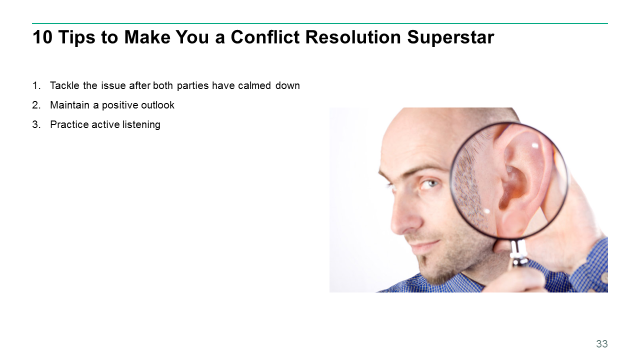 10 Tips to Make You a Conflict Resolution Superstar
1. Tackle the issue after both parties have calmed down
2. Maintain a positive outlook
3. Practice active listening
33